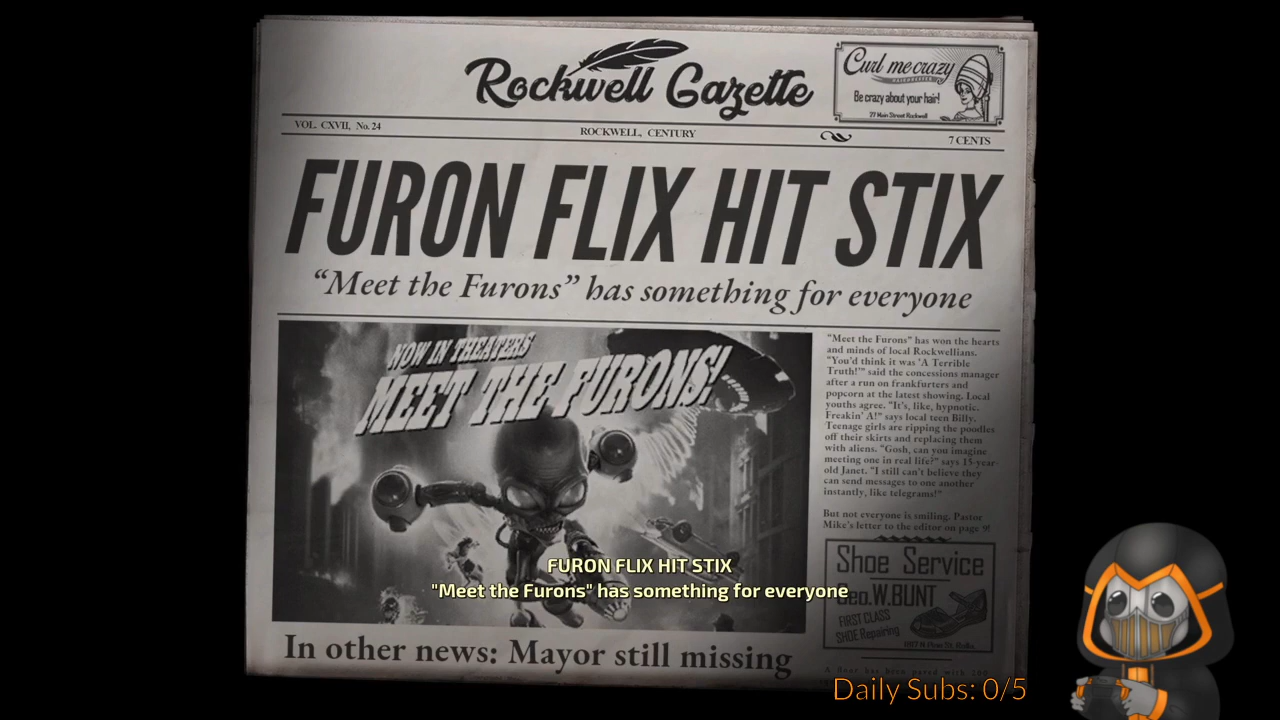 Rockwell Gazette
Curl me crazy
HAIRDRESSER
Be crazy about your hair!
27 Main Street Rockwell
VOL. CXVII, No. 24
ROCKWELL, CENTURY
7 CENTS
FURON FLIX HIT STIX
“Meet the Furons” has something for everyone
NOW IN THEATERS
MEET THE FURONS!
"Meet the Furons" has won the hearts
and minds of local Rockwellians.
"You'd think it was 'A Terrible
Truth!'" said the concessions manager
after a run on frankfurters and
popcorn at the latest showing. Local
youths agree. "It's, like, hypnotic.
Freakin' A!" says local teen Billy.
Teenage girls are ripping the poodles
off their skirts and replacing them
with aliens. "Gosh, can you imagine
meeting one in real life?" says 15-year-
old Janet. "I still can't believe they
can send messages to one another
instantly, like telegrams!"
But not everyone is smiling. Pastor
Mike's letter to the editor on page 9!
FURON FLIX HIT STIX
"Meet the Furons" has something for everyone
Shoe Service
Geo.W.BUNT
FIRST CLASS
SHOE Repairing
In other news: Mayor still missing
Daily Subs: 0/5